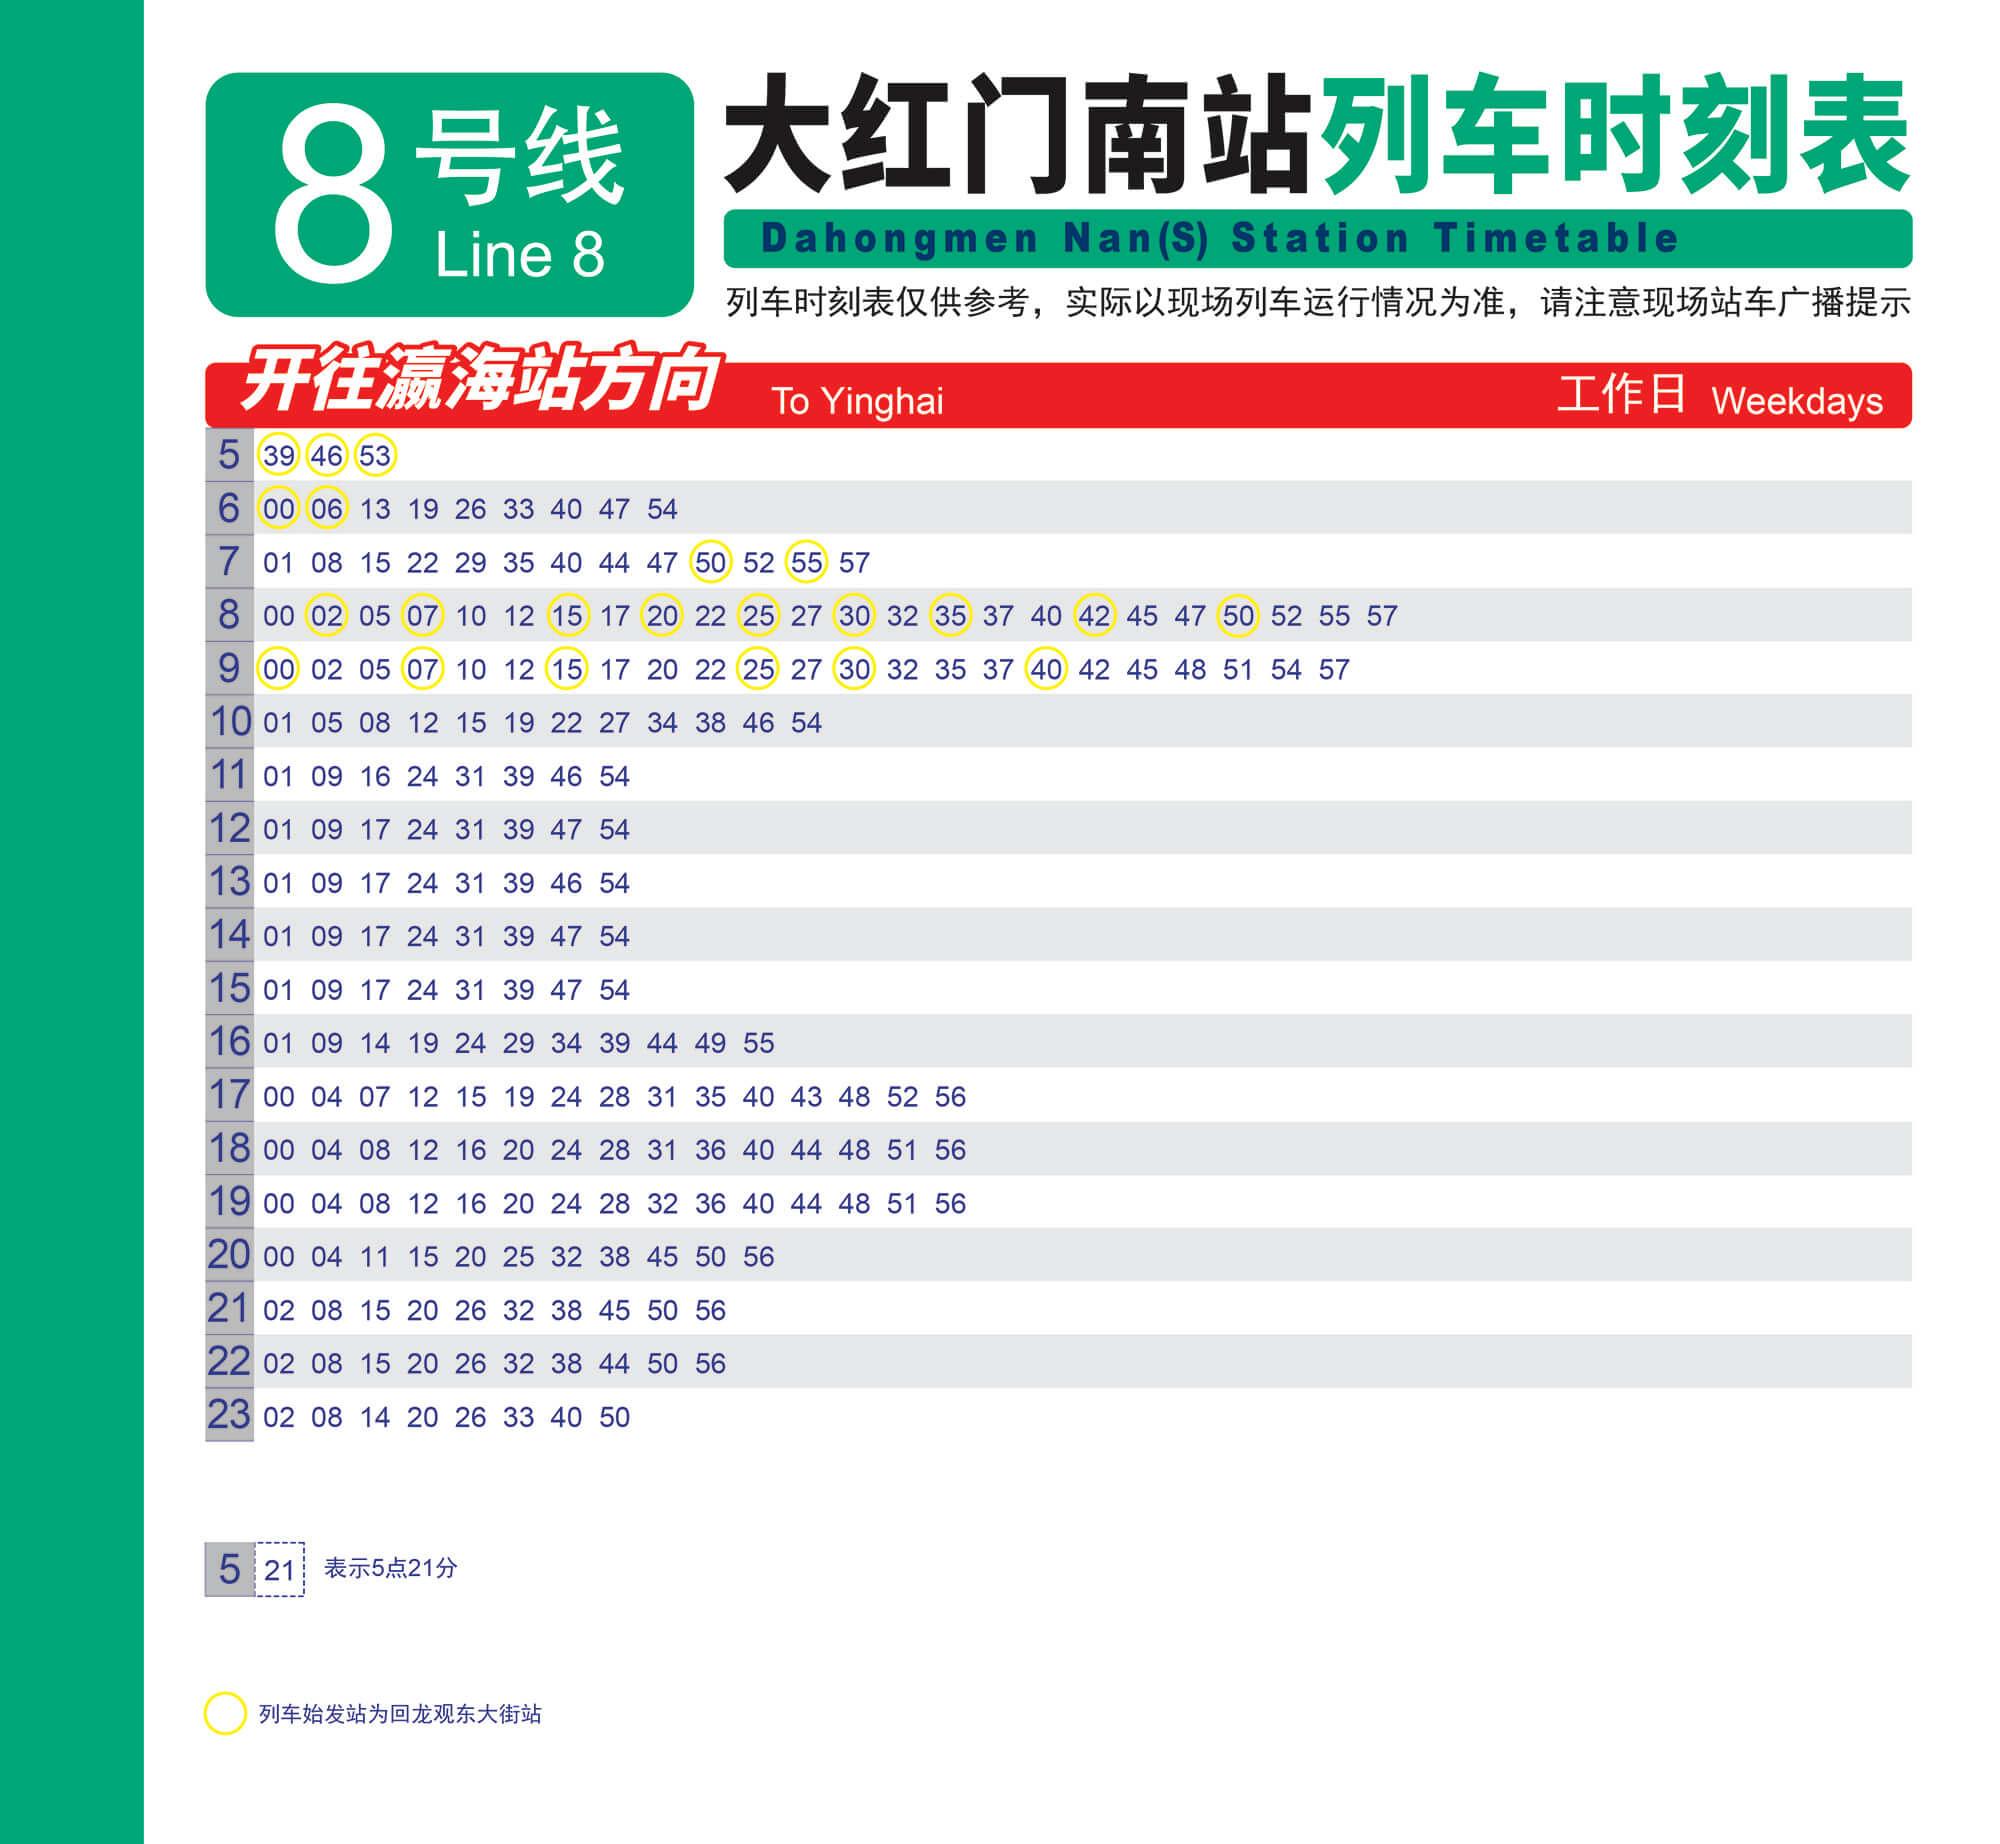 8号线
Line 8
大红门南站列车时刻表
Dahongmen Nan(S) Station Timetable
列车时刻表仅供参考，实际以现场列车运行情况为准，请注意现场站车广播提示
开往瀛海站方向 To Yinghai 工作日 Weekdays
5 39 46 53
6 00 06 13 19 26 33 40 47 54
7 01 08 15 22 29 35 40 44 47 50 52 55 57
8 00 02 05 07 10 12 15 17 20 22 25 27 30 32 35 37 40 42 45 47 50 52 55 57
9 00 02 05 07 10 12 15 17 20 22 25 27 30 32 35 37 40 42 45 48 51 54 57
10 01 05 08 12 15 19 22 27 34 38 46 54
11 01 09 16 24 31 39 46 54
12 01 09 17 24 31 39 47 54
13 01 09 17 24 31 39 46 54
14 01 09 17 24 31 39 47 54
15 01 09 17 24 31 39 47 54
16 01 09 14 19 24 29 34 39 44 49 55
17 00 04 07 12 15 19 24 28 31 35 40 43 48 52 56
18 00 04 08 12 16 20 24 28 31 36 40 44 48 51 56
19 00 04 08 12 16 20 24 28 32 36 40 44 48 51 56
20 00 04 11 15 20 25 32 38 45 50 56
21 02 08 15 20 26 32 38 45 50 56
22 02 08 15 20 26 32 38 44 50 56
23 02 08 14 20 26 33 40 50
5 21 表示5点21分
列车始发站为回龙观东大街站